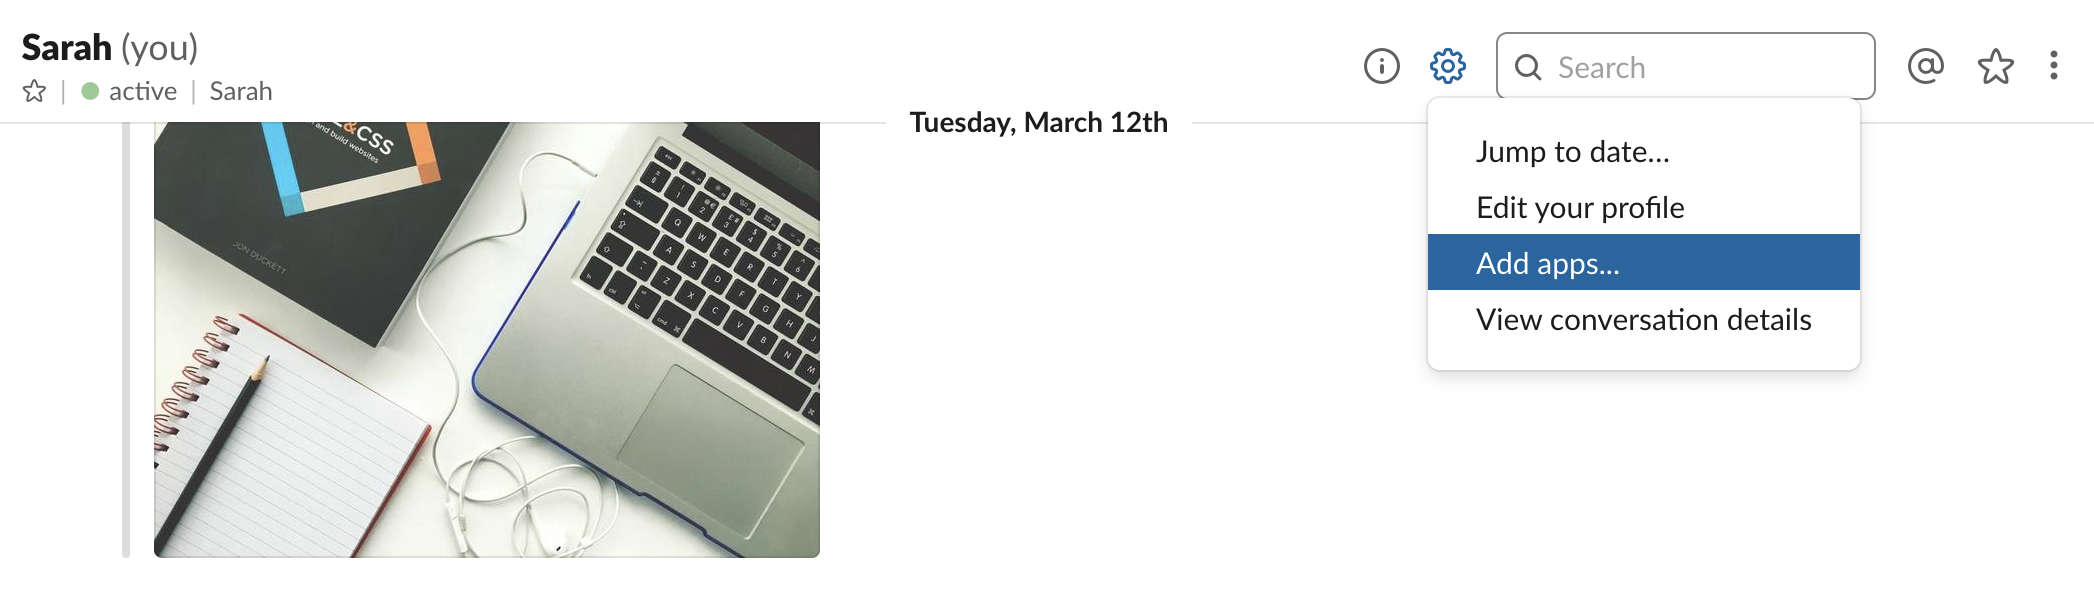 Sarah (you)
active
Sarah
Search
Tuesday, March 12th
Jump to date...
Edit your profile
Add apps...
View conversation details
&CSS
and build websites
JON DUCKETT